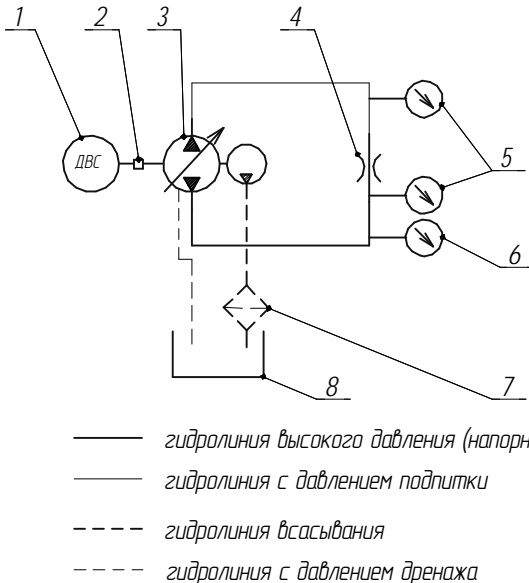 1 2 3 4
ДВС
5
6
7
8
гидролиния высокого давления (напорн
гидролиния с давлением подпитки
гидролиния всасывания
гидролиния с давлением дренажа